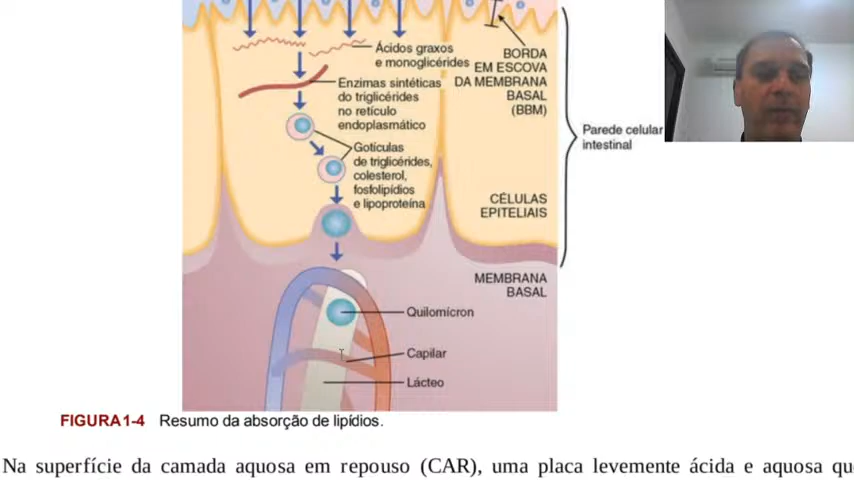 Ácidos graxos
e monoglicérides
BORDA
EM ESCOVA
DA MEMBRANA
BASAL
(BBM)
Enzimas sintéticas
do triglicérides
no retículo
endoplasmático
Parede celular
intestinal
Gotículas
de triglicérides,
colesterol,
fosfolipídios
e lipoproteína
CÉLULAS
EPITELIAIS
MEMBRANA
BASAL
Quilomícron
Capilar
Lácteo
FIGURA 1-4 Resumo da absorção de lipídios.
Na superfície da camada aquosa em repouso (CAR), uma placa levemente ácida e aquosa qu